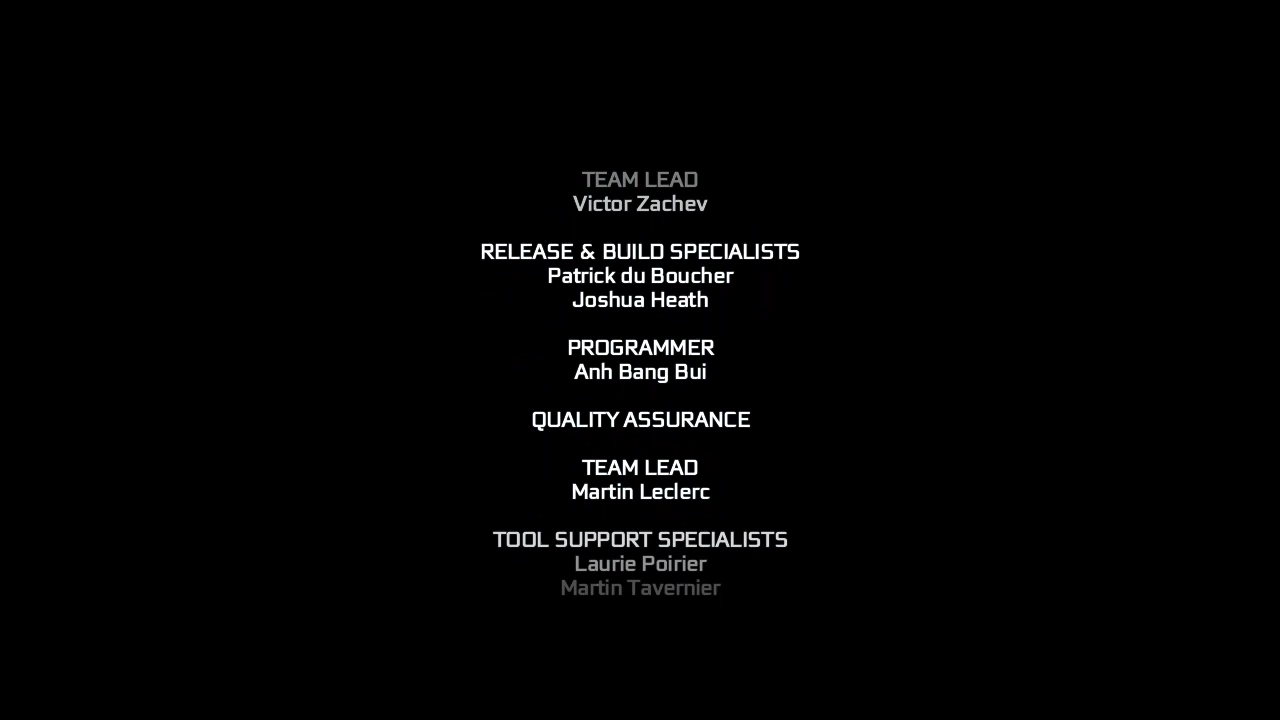 TEAM LEAD
Victor Zachev
RELEASE & BUILD SPECIALISTS
Patrick du Boucher
Joshua Heath
PROGRAMMER
Anh Bang Bui
QUALITY ASSURANCE
TEAM LEAD
Martin Leclerc
TOOL SUPPORT SPECIALISTS
Laurie Poirier
Martin Tavernier